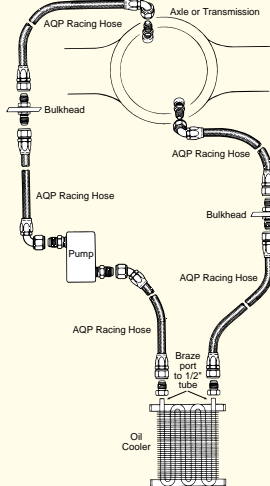 Axle or Transmission
AQP Racing Hose
Bulkhead
AQP Racing Hose
AQP Racing Hose
Bulkhead
Pump
AQP Racing Hose
AQP Racing Hose
Braze
port
to 1/2"
tube
Oil
Cooler